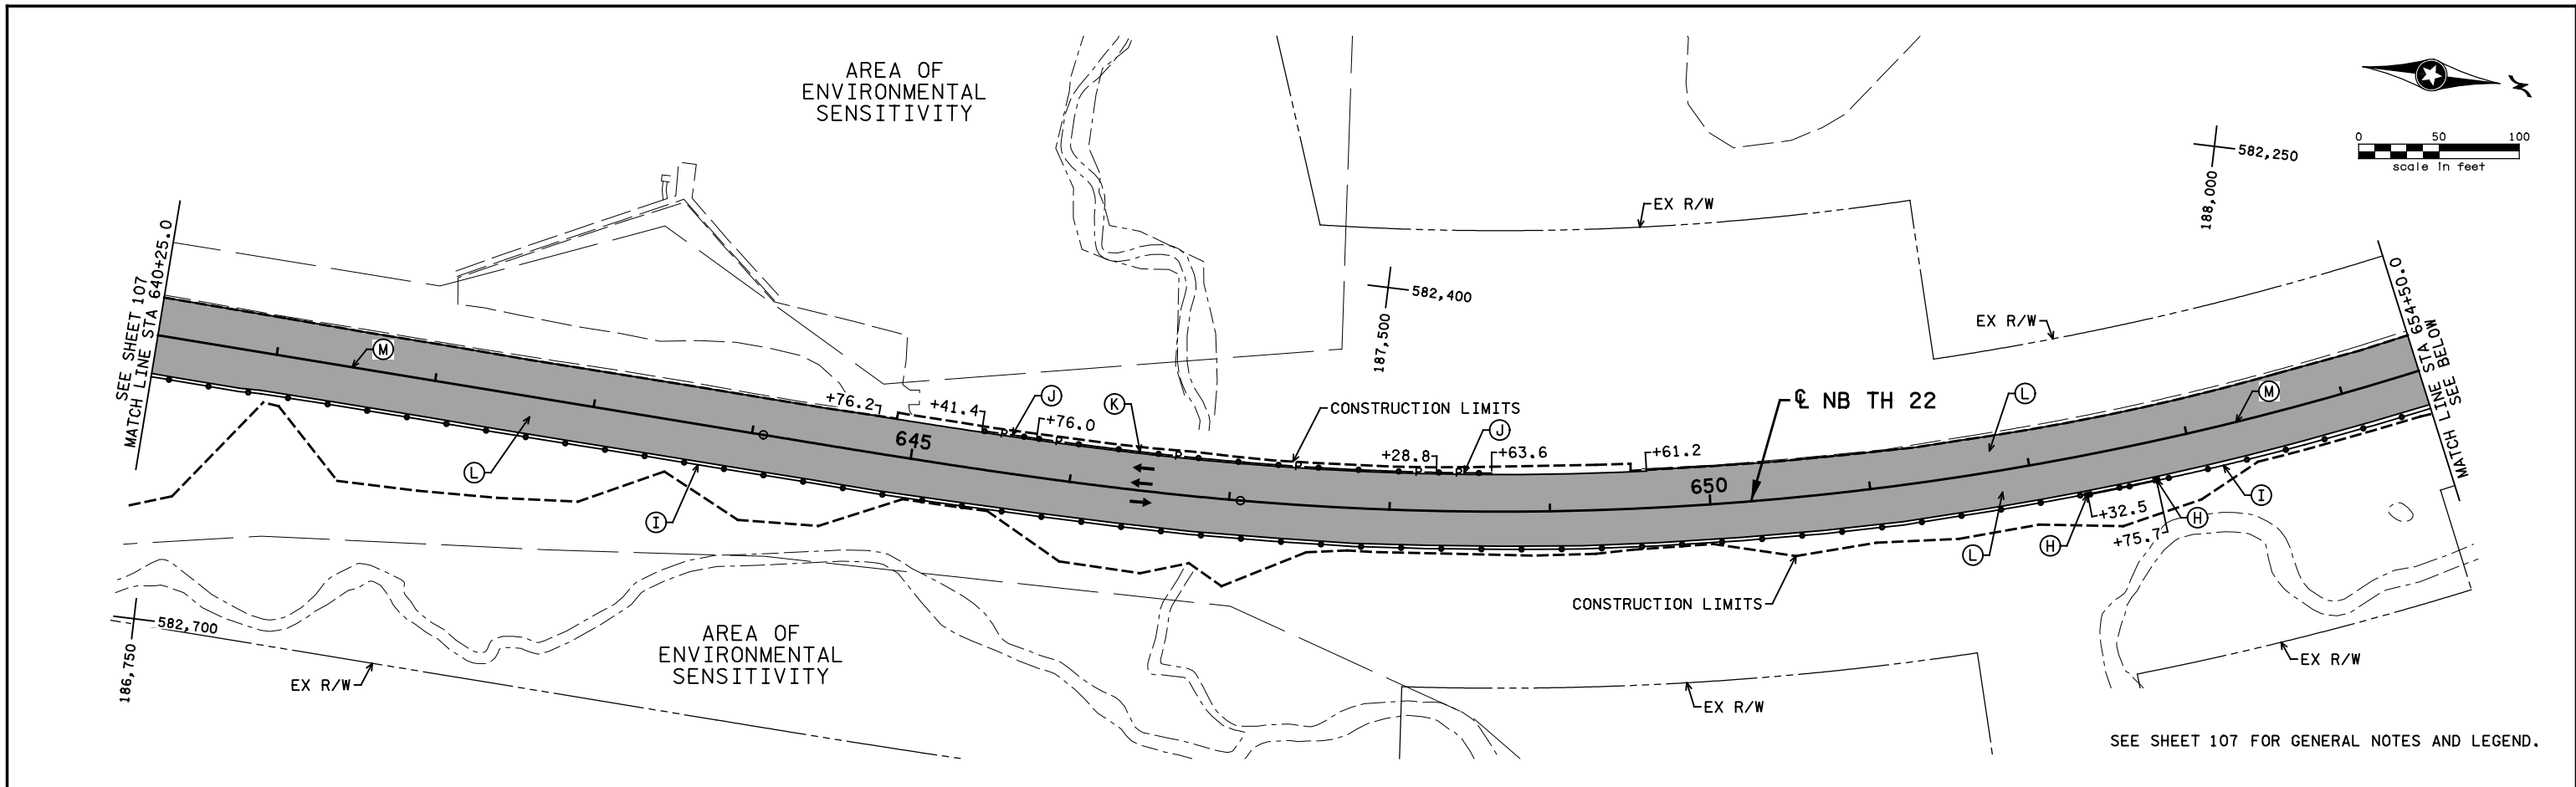 AREA OF
ENVIRONMENTAL
SENSITIVITY
SEE SHEET 107
MATCH LINE STA 640+25.0
M
L
I
+76.2
645
+41.4
J
+76.0
K
CONSTRUCTION LIMITS
187,500
582,400
+28.8
J
+63.6
+61.2
EX R/W
650
℄ NB TH 22
L
M
EX R/W
188,000
582,250
0 50 100
scale in feet
N
MATCH LINE STA 654+50.0
SEE BELOW
I
H
+32.5
+75.7
H
L
CONSTRUCTION LIMITS
582,700
186,750
EX R/W
AREA OF
ENVIRONMENTAL
SENSITIVITY
EX R/W
EX R/W
SEE SHEET 107 FOR GENERAL NOTES AND LEGEND.